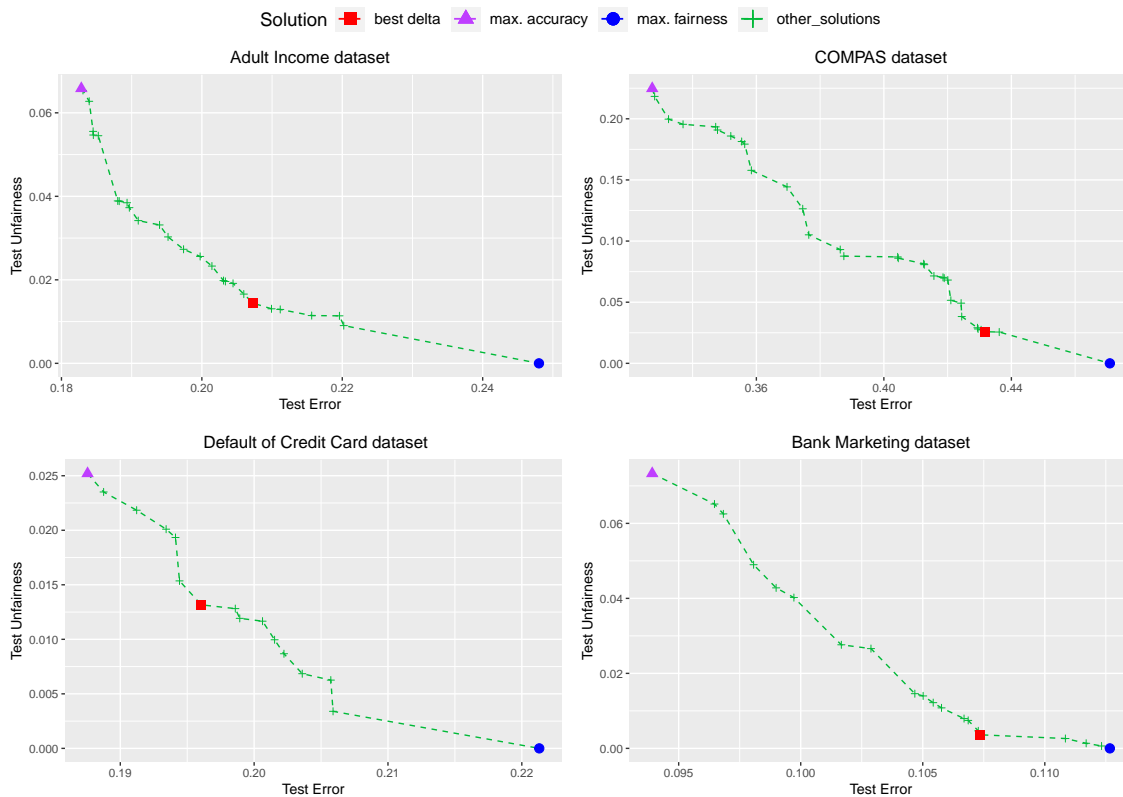 Solution best delta max. accuracy max. fairness other_solutions
Adult Income dataset
Test Unfairness
0.06
0.04
0.02
0.00
0.18 0.20 0.22 0.24
Test Error
COMPAS dataset
Test Unfairness
0.20
0.15
0.10
0.05
0.00
0.36 0.40 0.44
Test Error
Default of Credit Card dataset
Test Unfairness
0.025
0.020
0.015
0.010
0.005
0.000
0.19 0.20 0.21 0.22
Test Error
Bank Marketing dataset
Test Unfairness
0.06
0.04
0.02
0.00
0.095 0.100 0.105 0.110
Test Error